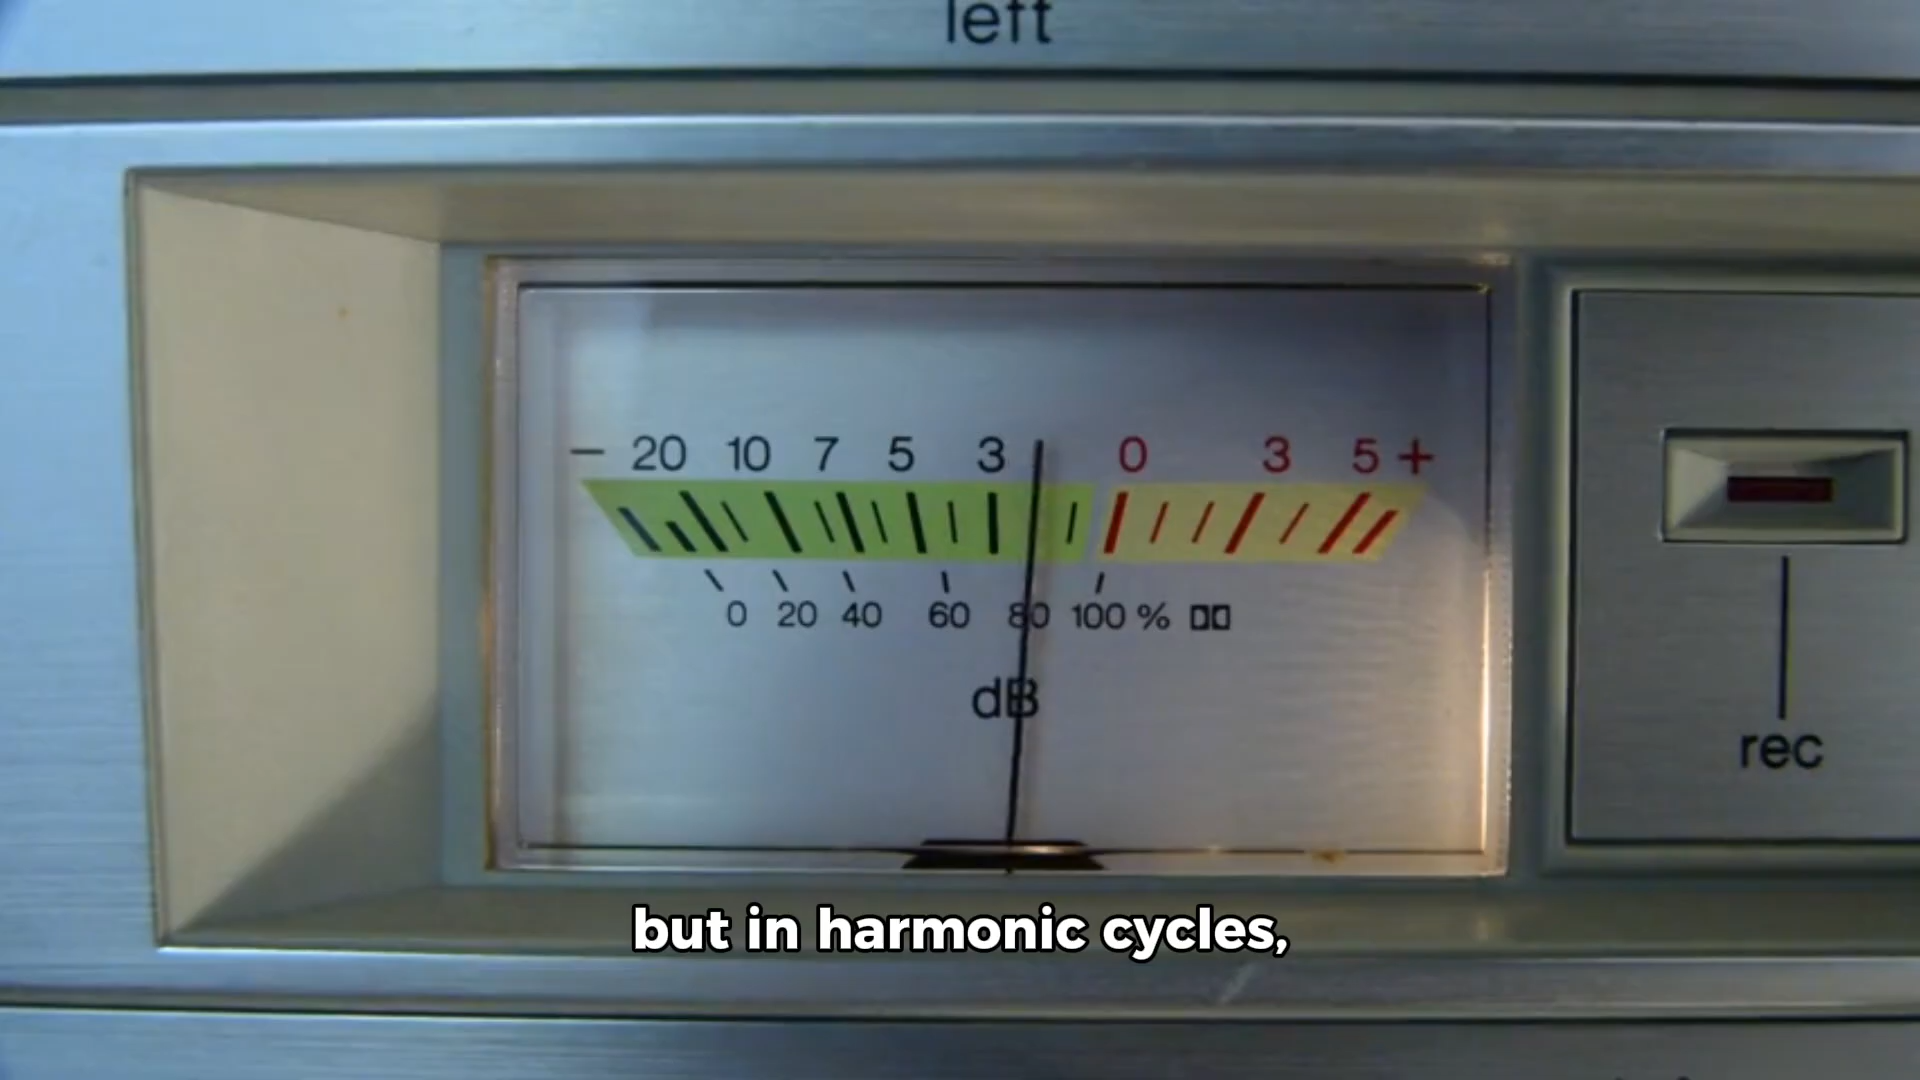 left
− 20 10 7 5 3 0 3 5 +
0 20 40 60 80 100 %
dB
rec
but in harmonic cycles,